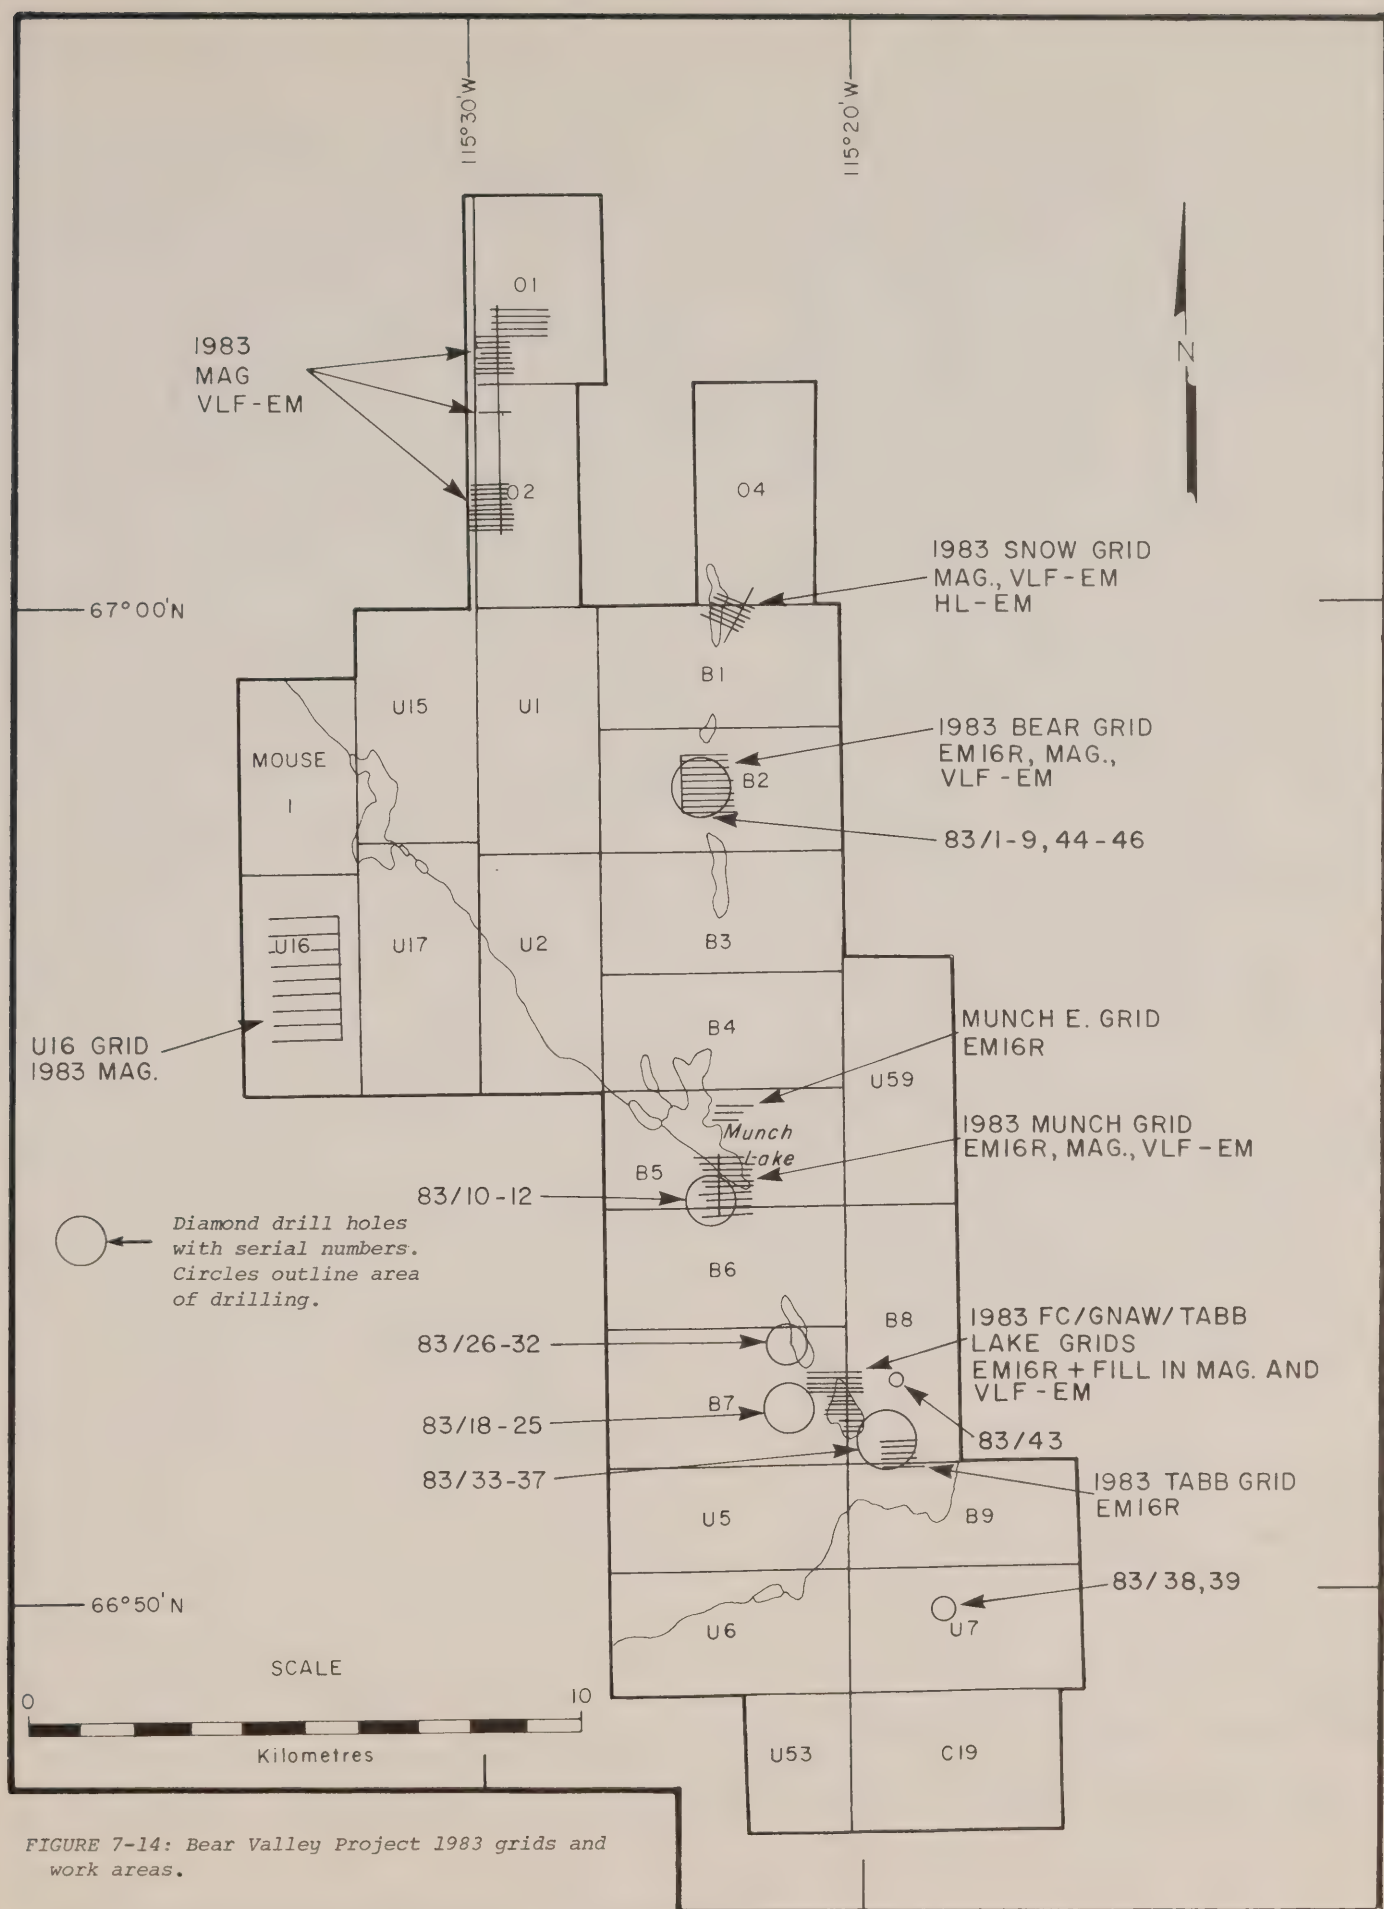 115°30'W
115°20'W
O1
1983
MAG
VLF-EM
N
O2
O4
1983 SNOW GRID
MAG., VLF-EM
HL-EM
67°00'N
B1
U15
U1
1983 BEAR GRID
EM16R, MAG.,
VLF-EM
MOUSE
1
B2
83/1-9, 44-46
U16
U17
U2
B3
MUNCH E. GRID
EM16R
B4
U16 GRID
1983 MAG.
U59
1983 MUNCH GRID
EM16R, MAG., VLF-EM
Munch
Lake
B5
83/10-12
Diamond drill holes
with serial numbers.
Circles outline area
of drilling.
B6
1983 FC/GNAW/TABB
LAKE GRIDS
EM16R + FILL IN MAG. AND
VLF-EM
B8
83/26-32
B7
83/18-25
83/43
83/33-37
1983 TABB GRID
EM16R
U5
B9
83/38,39
66°50'N
U6
U7
SCALE
0 10
Kilometres
U53
C19
FIGURE 7-14: Bear Valley Project 1983 grids and
work areas.